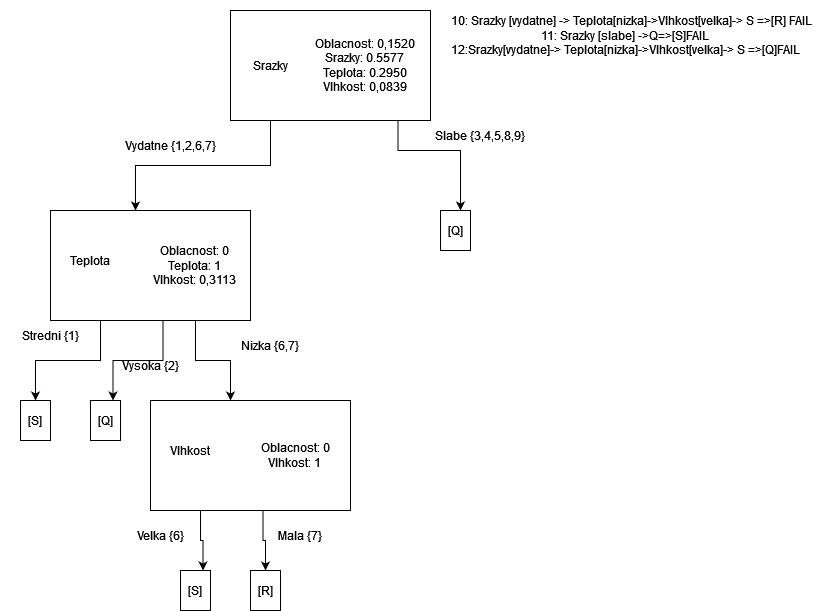 10: Srazky [vydatne] -> Teplota[nizka]->Vlhkost[velka]-> S =>[R] FAIL
11: Srazky [slabe] ->Q=>[S]FAIL
12:Srazky[vydatne]-> Teplota[nizka]->Vlhkost[velka]-> S =>[Q]FAIL
Srazky
Oblacnost: 0,1520
Srazky: 0.5577
Teplota: 0.2950
Vlhkost: 0,0839
Vydatne {1,2,6,7}
Slabe {3,4,5,8,9}
Teplota
Oblacnost: 0
Teplota: 1
Vlhkost: 0,3113
[Q]
Stredni {1}
Vysoka {2}
Nizka {6,7}
[S]
[Q]
Vlhkost
Oblacnost: 0
Vlhkost: 1
Velka {6}
Mala {7}
[S]
[R]